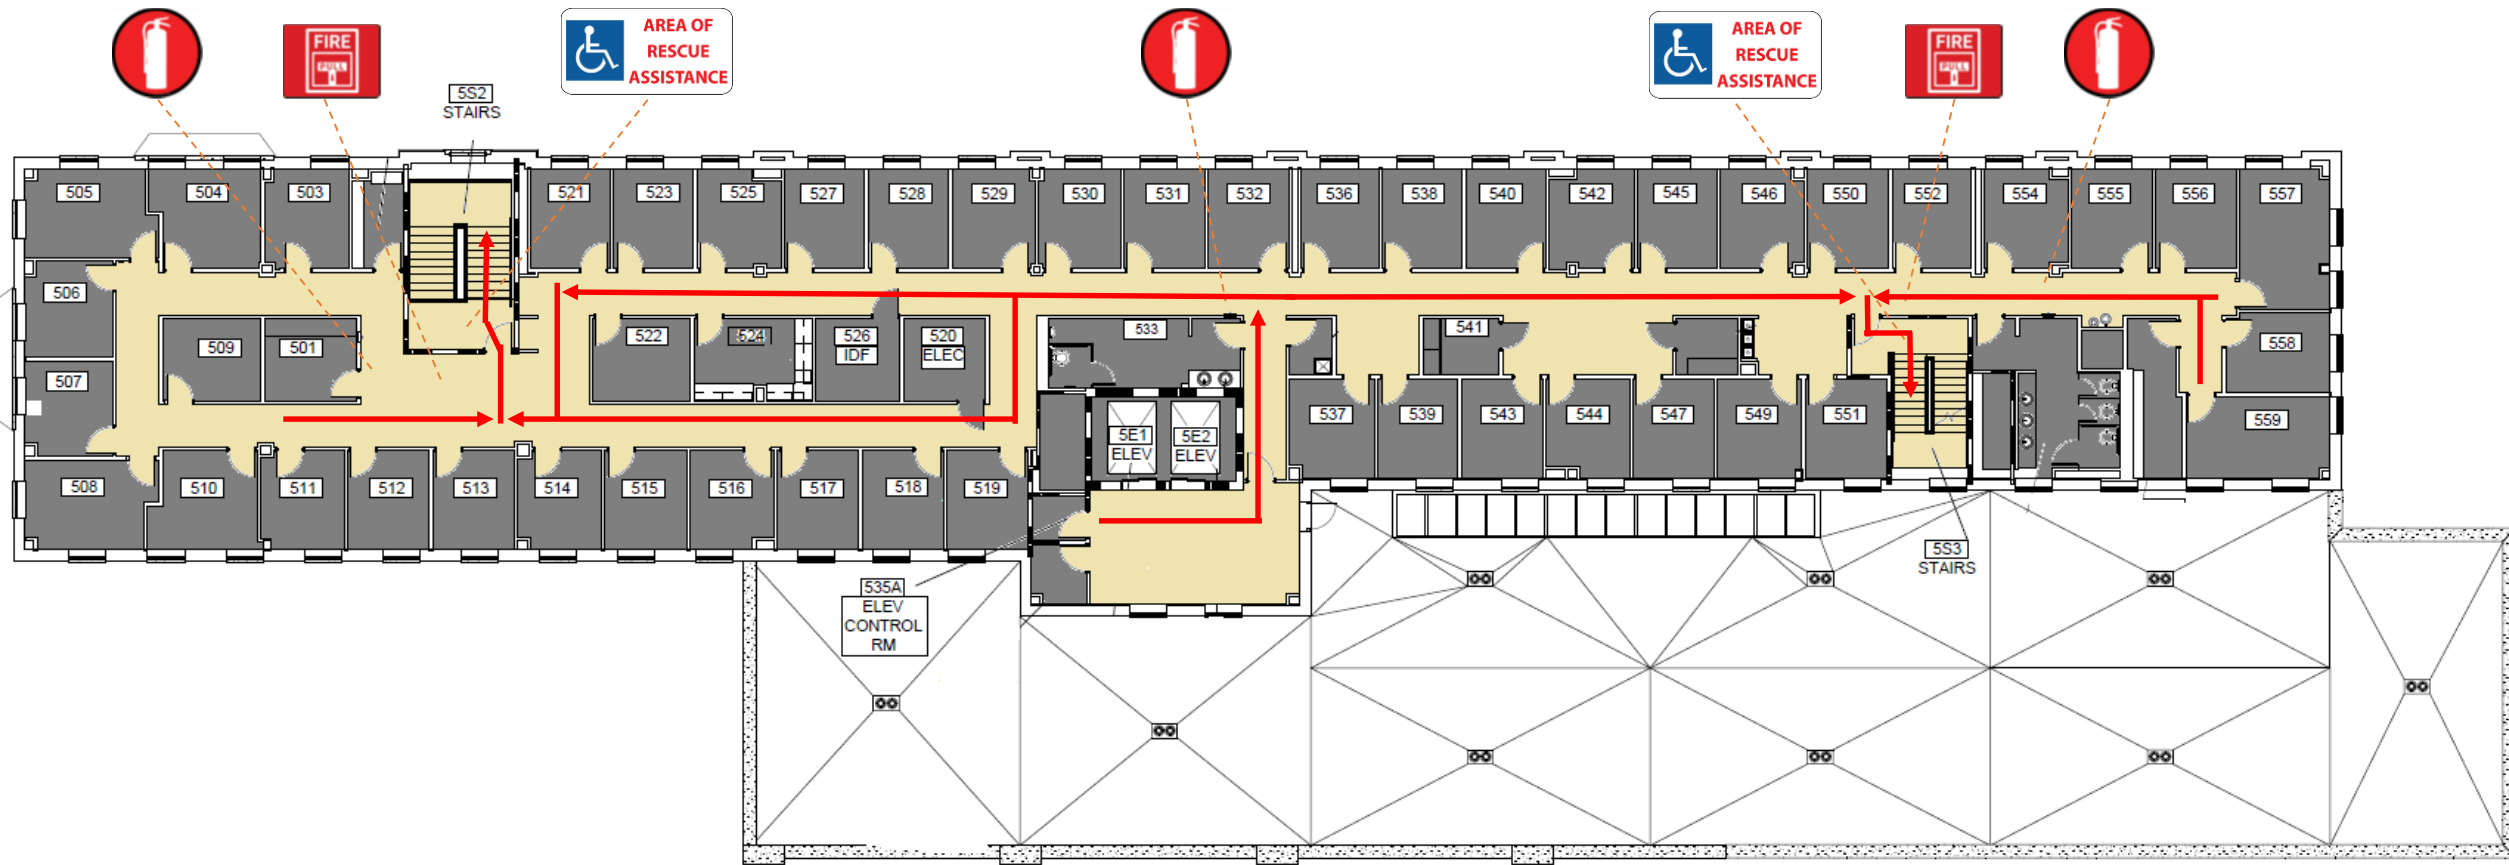 FIRE
PULL
AREA OF
RESCUE
ASSISTANCE
AREA OF
RESCUE
ASSISTANCE
FIRE
PULL
5S2
STAIRS
505
504
503
521
523
525
527
528
529
530
531
532
536
538
540
542
545
546
550
552
554
555
556
557
506
509
501
522
524
526
IDF
520
ELEC
533
541
558
507
537
539
543
544
547
549
551
559
5E1
ELEV
5E2
ELEV
508
510
511
512
513
514
515
516
517
518
519
5S3
STAIRS
535A
ELEV
CONTROL
RM